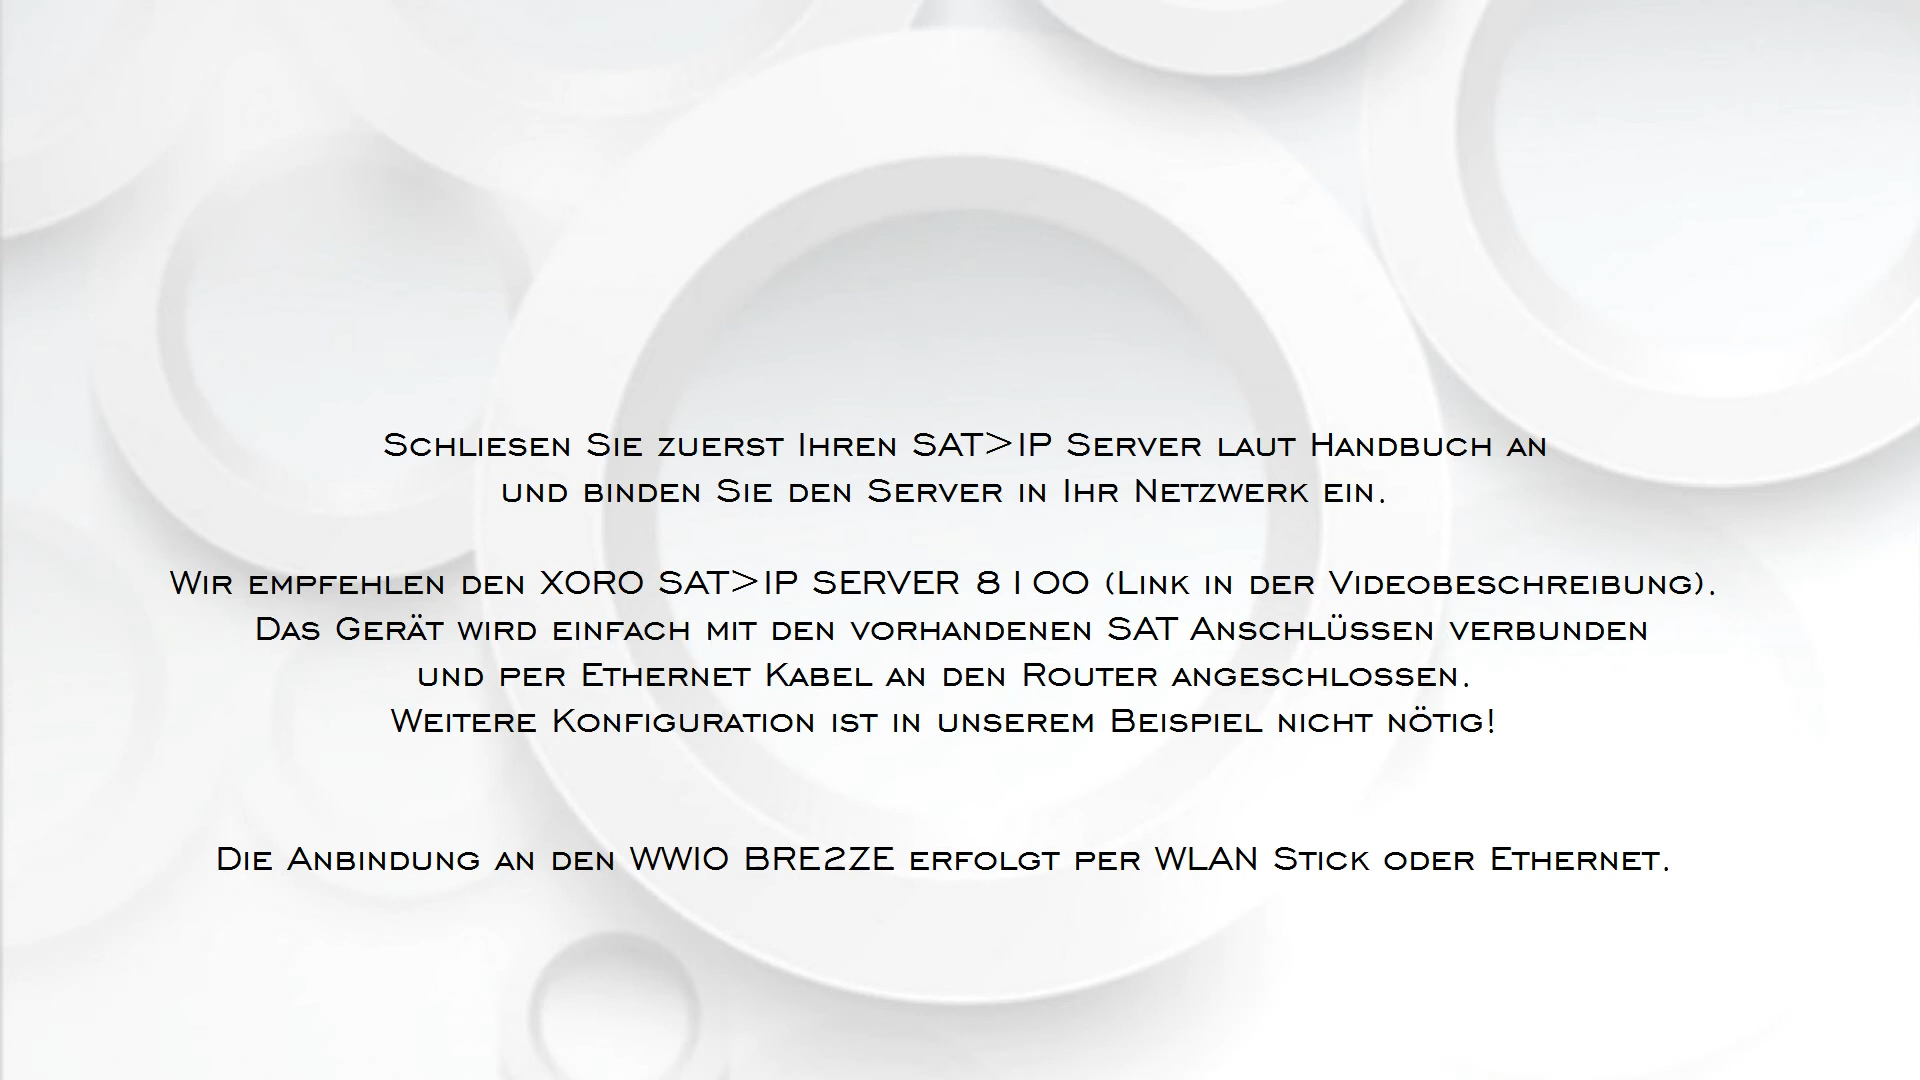 Schliesen Sie zuerst Ihren SAT>IP Server laut Handbuch an
und binden Sie den Server in Ihr Netzwerk ein.
Wir empfehlen den XORO SAT>IP SERVER 8100 (Link in der Videobeschreibung).
Das Gerät wird einfach mit den vorhandenen SAT Anschlüssen verbunden
und per Ethernet Kabel an den Router angeschlossen.
Weitere Konfiguration ist in unserem Beispiel nicht nötig!
Die Anbindung an den WWIO BRE2ZE erfolgt per WLAN Stick oder Ethernet.